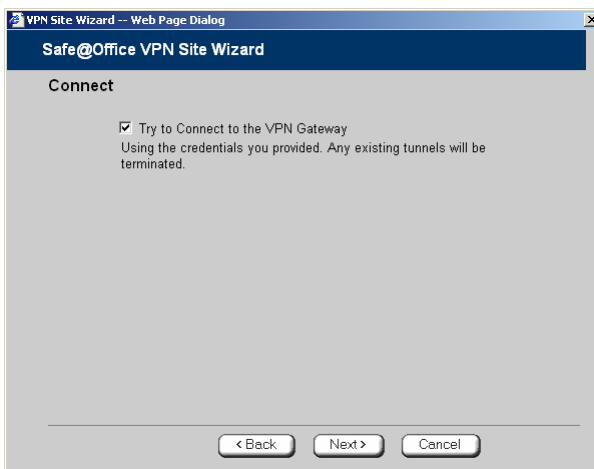 VPN Site Wizard -- Web Page Dialog
Safe@Office VPN Site Wizard
Connect
Try to Connect to the VPN Gateway
Using the credentials you provided. Any existing tunnels will be
terminated.
< Back Next > Cancel